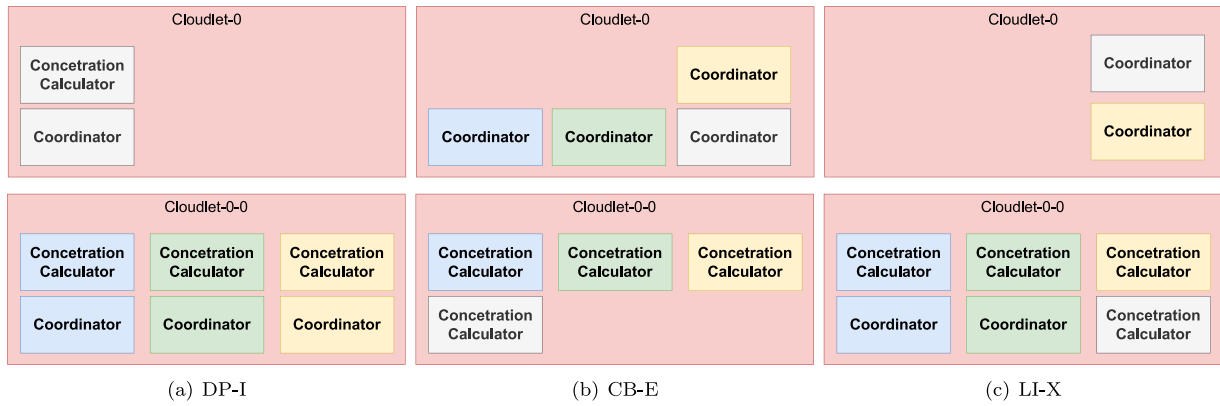 Cloudlet-0
Concetration
Calculator
Coordinator
Cloudlet-0-0
Concetration
Calculator
Concetration
Calculator
Concetration
Calculator
Coordinator
Coordinator
Coordinator
(a) DP-I
Cloudlet-0
Coordinator
Coordinator
Coordinator
Coordinator
Cloudlet-0-0
Concetration
Calculator
Concetration
Calculator
Concetration
Calculator
Concetration
Calculator
(b) CB-E
Cloudlet-0
Coordinator
Coordinator
Cloudlet-0-0
Concetration
Calculator
Concetration
Calculator
Concetration
Calculator
Coordinator
Coordinator
Concetration
Calculator
(c) LI-X